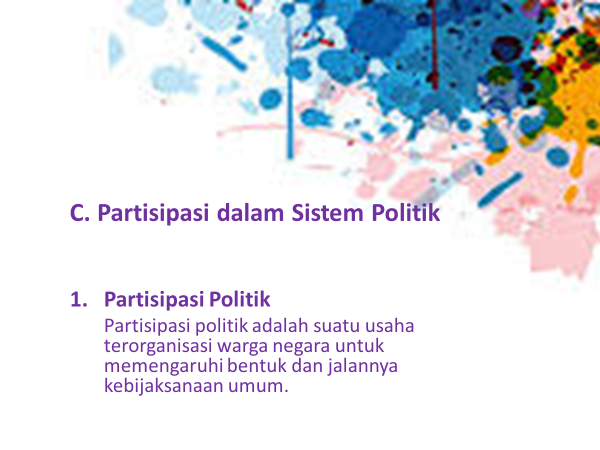 C. Partisipasi dalam Sistem Politik
1. Partisipasi Politik
Partisipasi politik adalah suatu usaha
terorganisasi warga negara untuk
memengaruhi bentuk dan jalannya
kebijaksanaan umum.